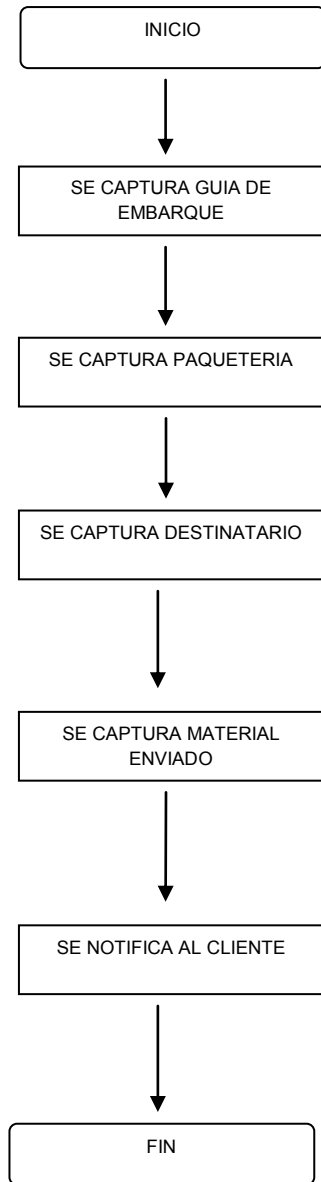 INICIO
SE CAPTURA GUIA DE
EMBARQUE
SE CAPTURA PAQUETERIA
SE CAPTURA DESTINATARIO
SE CAPTURA MATERIAL
ENVIADO
SE NOTIFICA AL CLIENTE
FIN